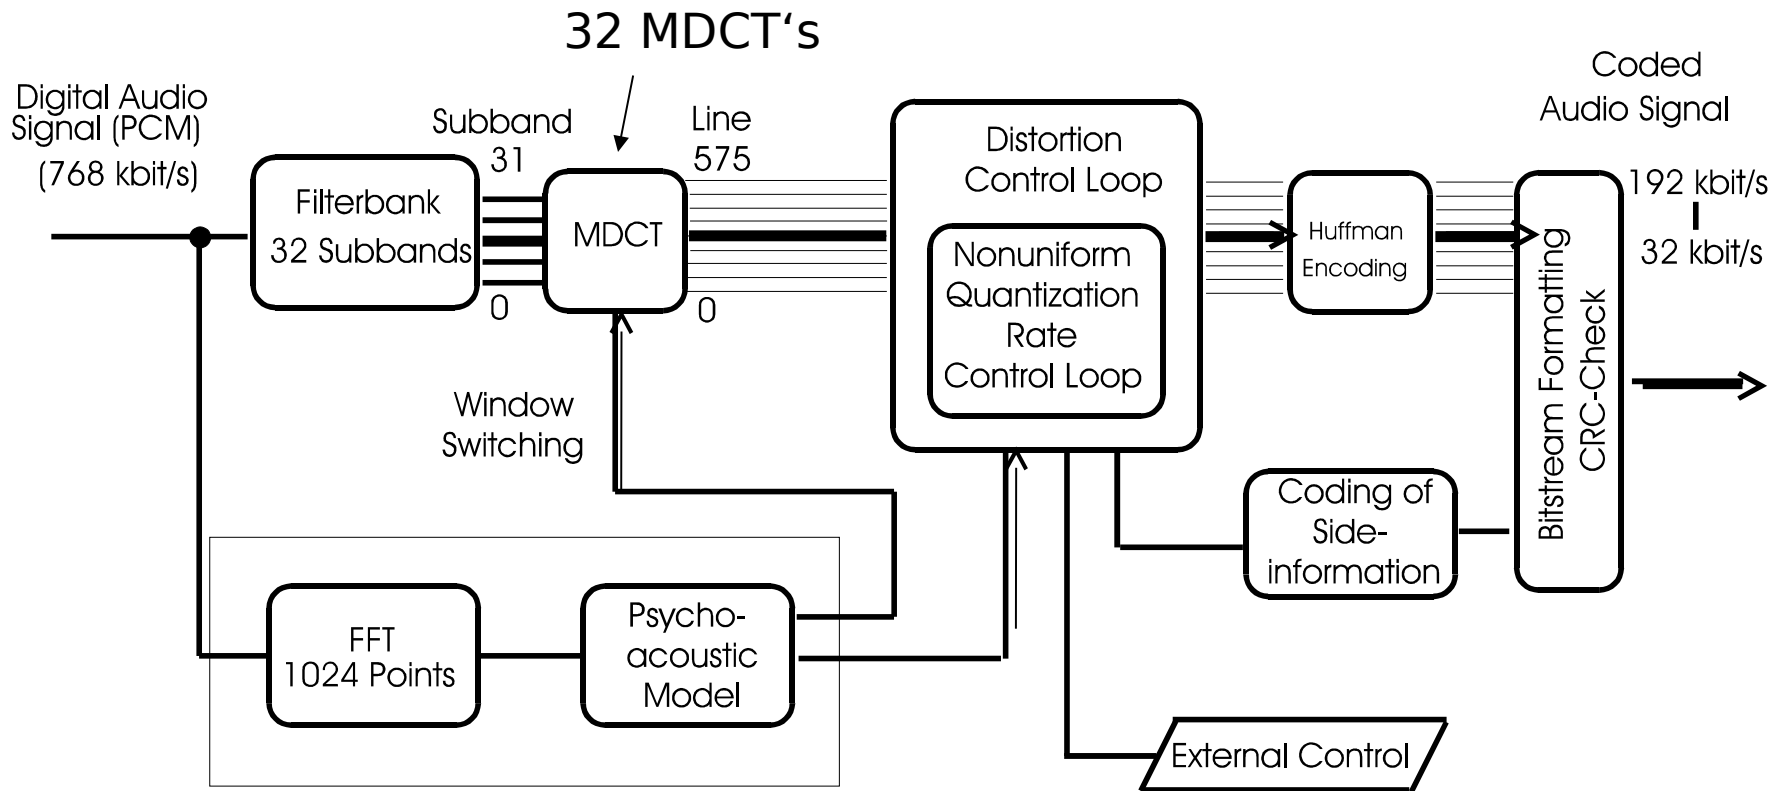 32 MDCT‘s
Digital Audio
Signal (PCM)
(768 kbit/s)
Filterbank
32 Subbands
Subband
31
0
MDCT
Line
575
0
Window
Switching
Distortion
Control Loop
Nonuniform
Quantization
Rate
Control Loop
Huffman
Encoding
Coded
Audio Signal
192 kbit/s
32 kbit/s
Bitstream Formatting
CRC-Check
Coding of
Side-
information
FFT
1024 Points
Psycho-
acoustic
Model
External Control